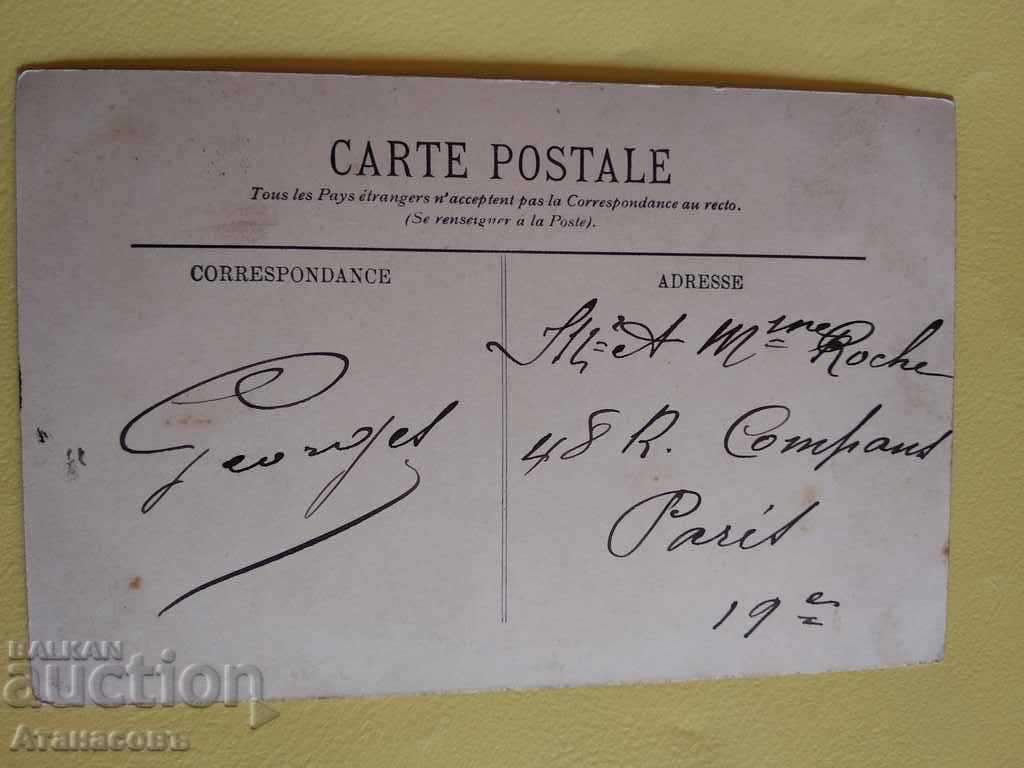 CARTE POSTALE
Tous les Pays étrangers n'acceptent pas la Correspondance au recto.
(Se renseigner à la Poste).
CORRESPONDANCE
Georges
ADRESSE
Mr et Mme Roche
48 R. Compans
Paris
19e
BALKAN
auction
Атанасовъ